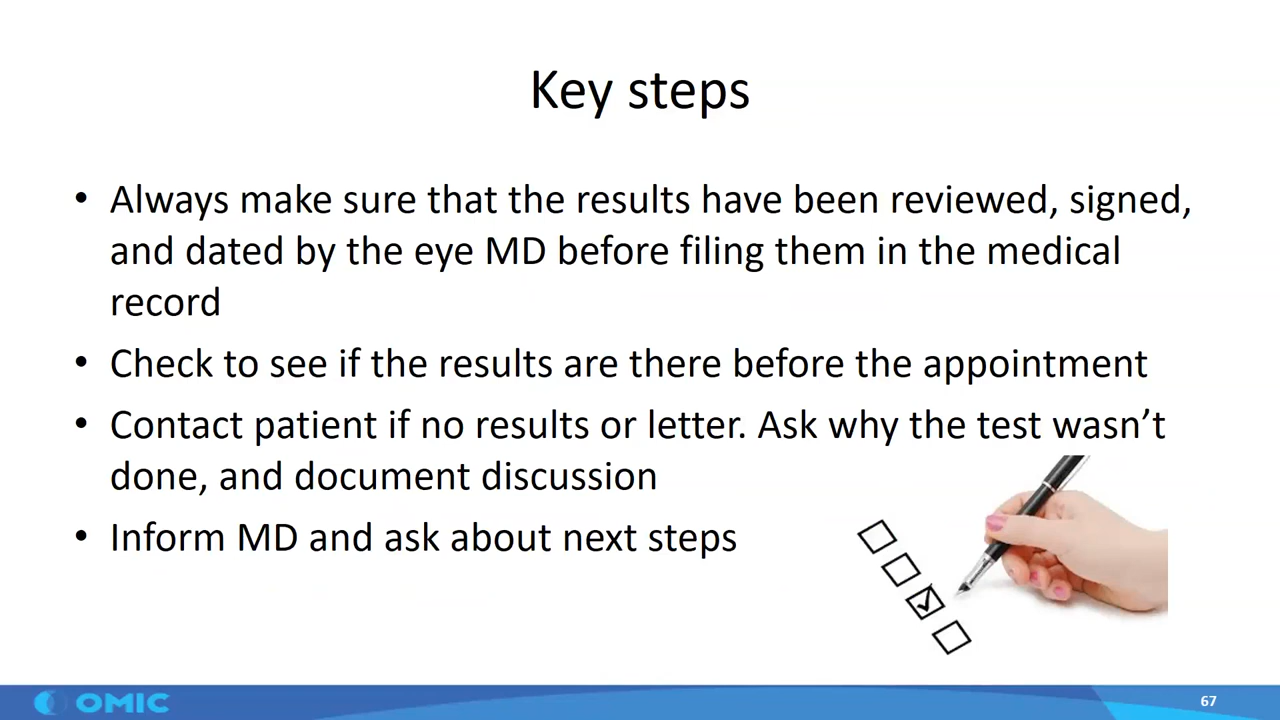 Key steps
• Always make sure that the results have been reviewed, signed,
and dated by the eye MD before filing them in the medical
record
• Check to see if the results are there before the appointment
• Contact patient if no results or letter. Ask why the test wasn’t
done, and document discussion
• Inform MD and ask about next steps
OMIC
67